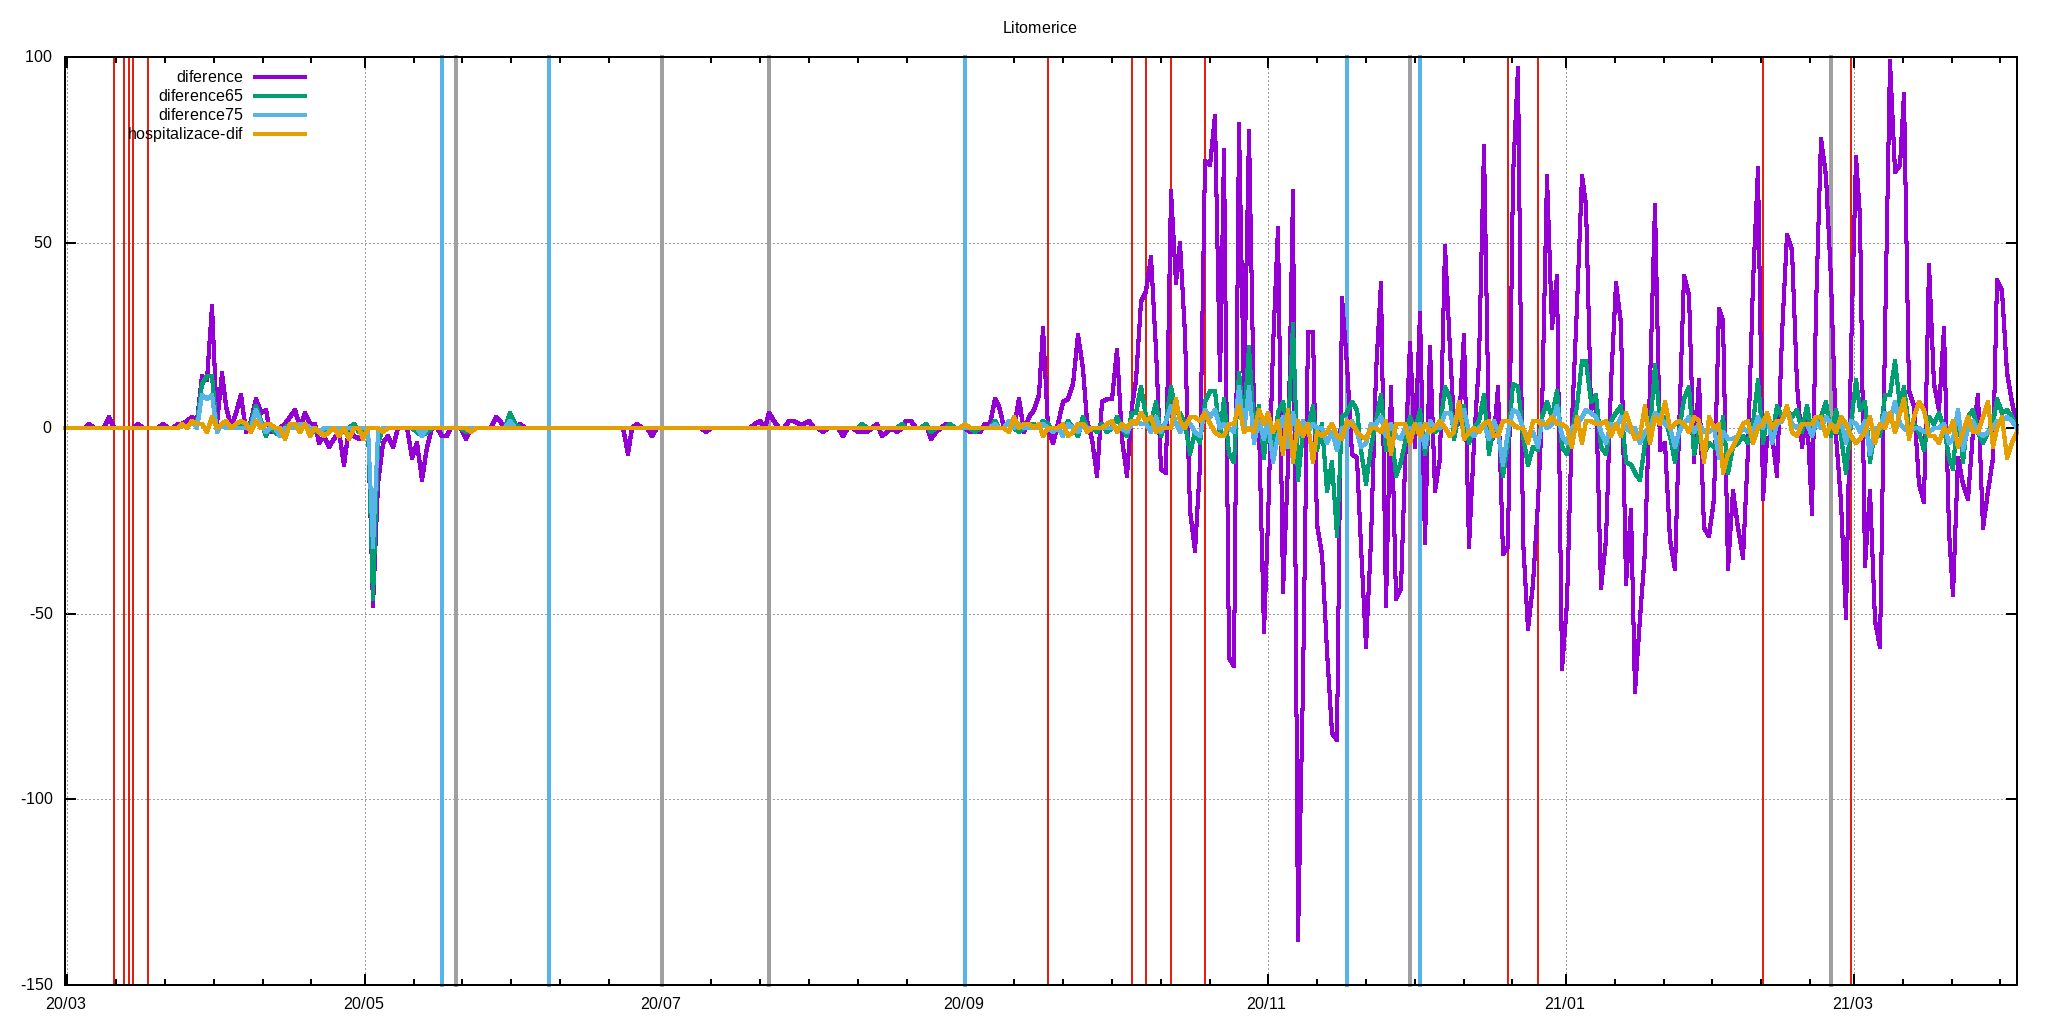 Litomerice
100
50
0
-50
-100
-150
diference
diference65
diference75
hospitalizace-dif
20/03 20/05 20/07 20/09 20/11 21/01 21/03